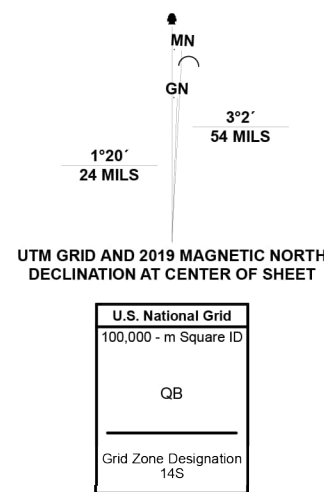 MN
GN
3°2´
54 MILS
1°20´
24 MILS
UTM GRID AND 2019 MAGNETIC NORTH
DECLINATION AT CENTER OF SHEET
U.S. National Grid
100,000 - m Square ID
QB
Grid Zone Designation
14S